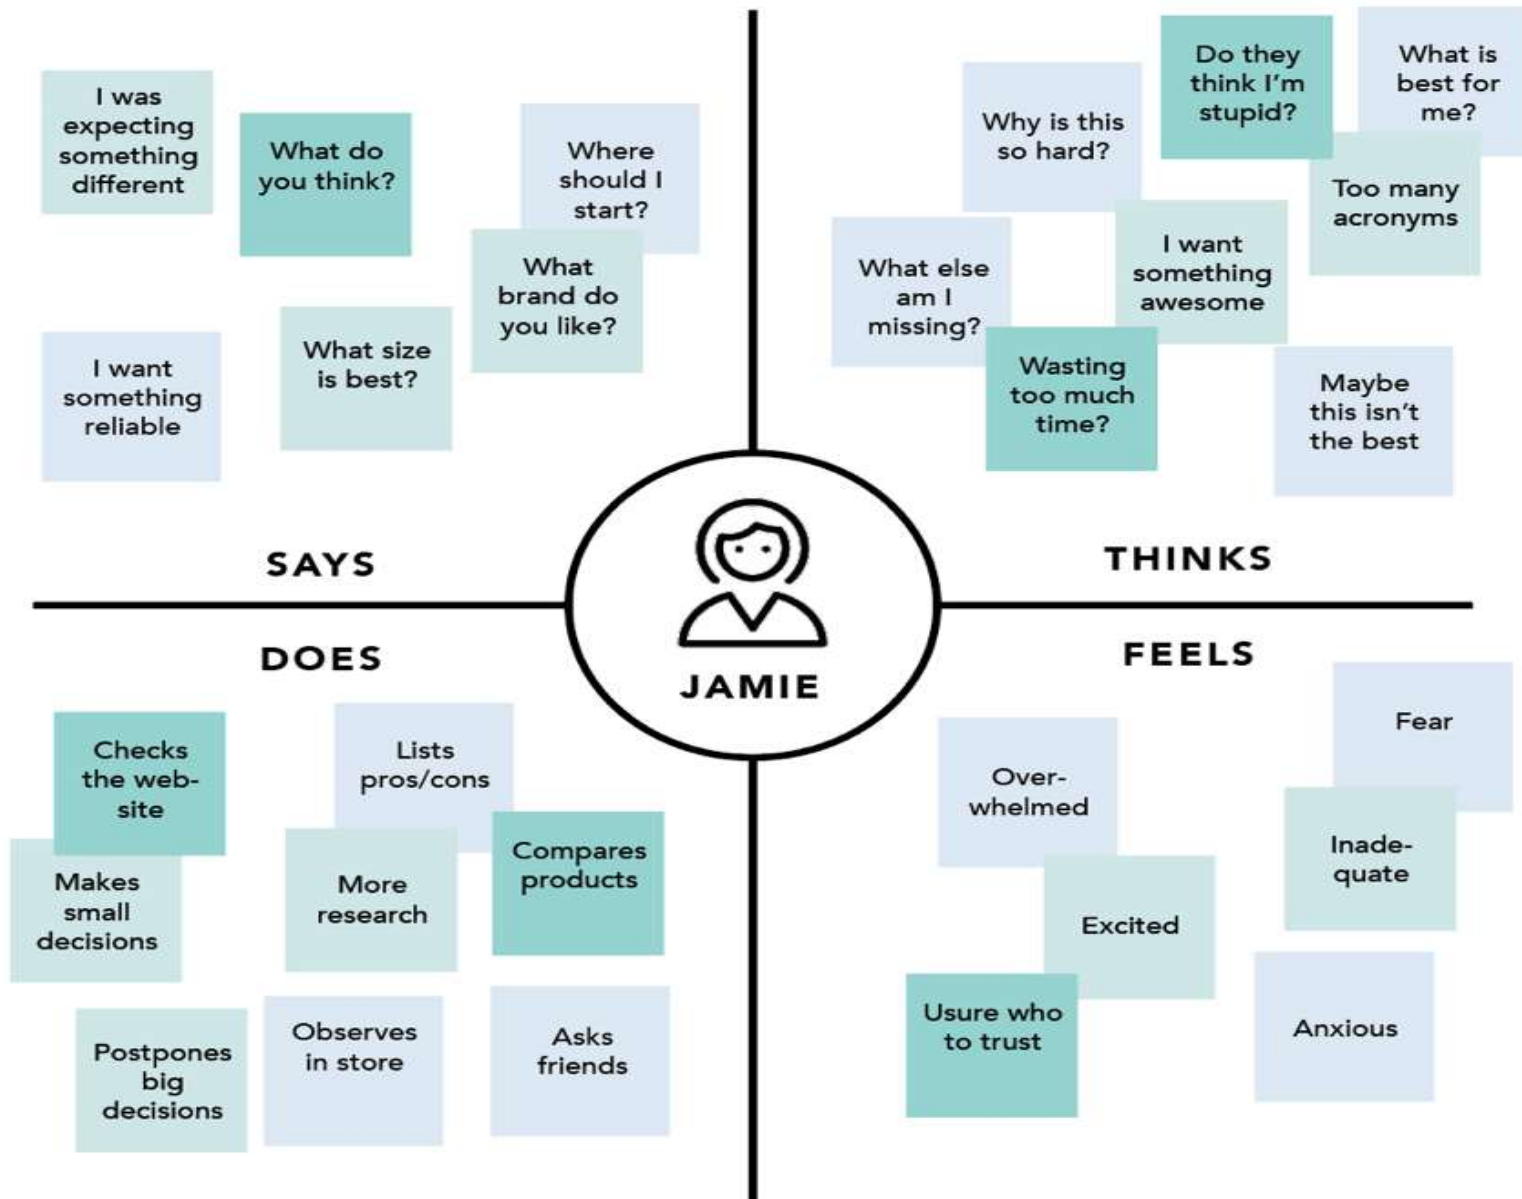 I was
expecting
something
different
What do
you think?
Where
should I
start?
What
brand do
you like?
I want
something
reliable
What size
is best?
SAYS
Why is this
so hard?
Do they
think I'm
stupid?
What is
best for
me?
Too many
acronyms
What else
am I
missing?
I want
something
awesome
Wasting
too much
time?
Maybe
this isn't
the best
THINKS
JAMIE
DOES
Checks
the web-
site
Lists
pros/cons
Compares
products
Makes
small
decisions
More
research
Postpones
big
decisions
Observes
in store
Asks
friends
FEELS
Fear
Over-
whelmed
Inade-
quate
Excited
Usure who
to trust
Anxious